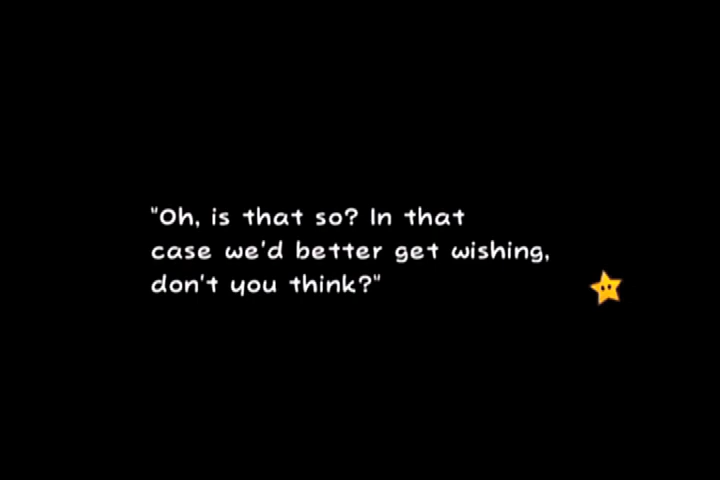 "Oh, is that so? In that
case we'd better get wishing,
don't you think?"